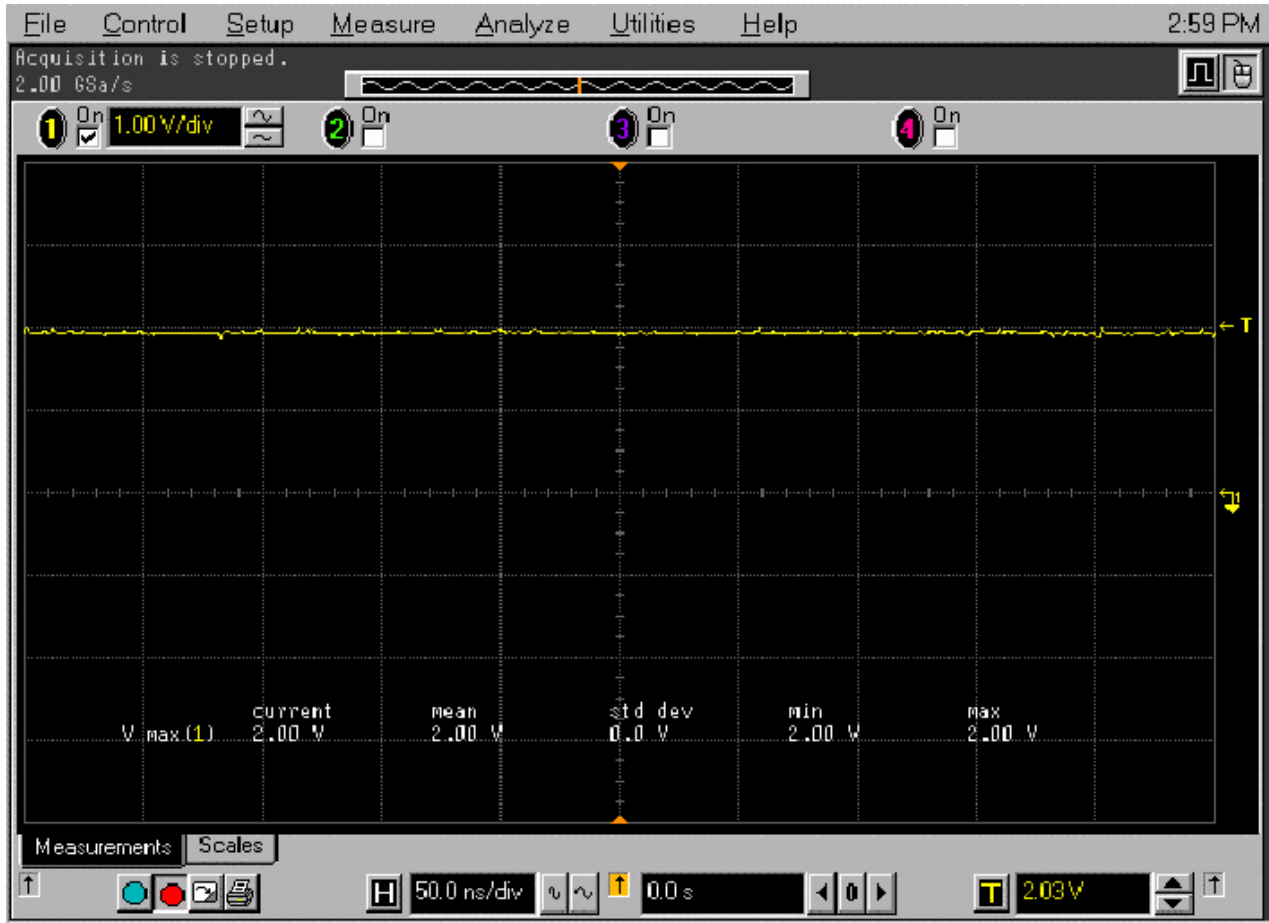 File Control Setup Measure Analyze Utilities Help 2:59 PM
Acquisition is stopped.
2.00 GSa/s
1 On 1.00 V/div 2 On 3 On 4 On
T
1
current mean std dev min max
V max(1) 2.00 V 2.00 V 0.0 V 2.00 V 2.00 V
Measurements Scales
H 50.0 ns/div 0.0 s 0 T 2.03 V